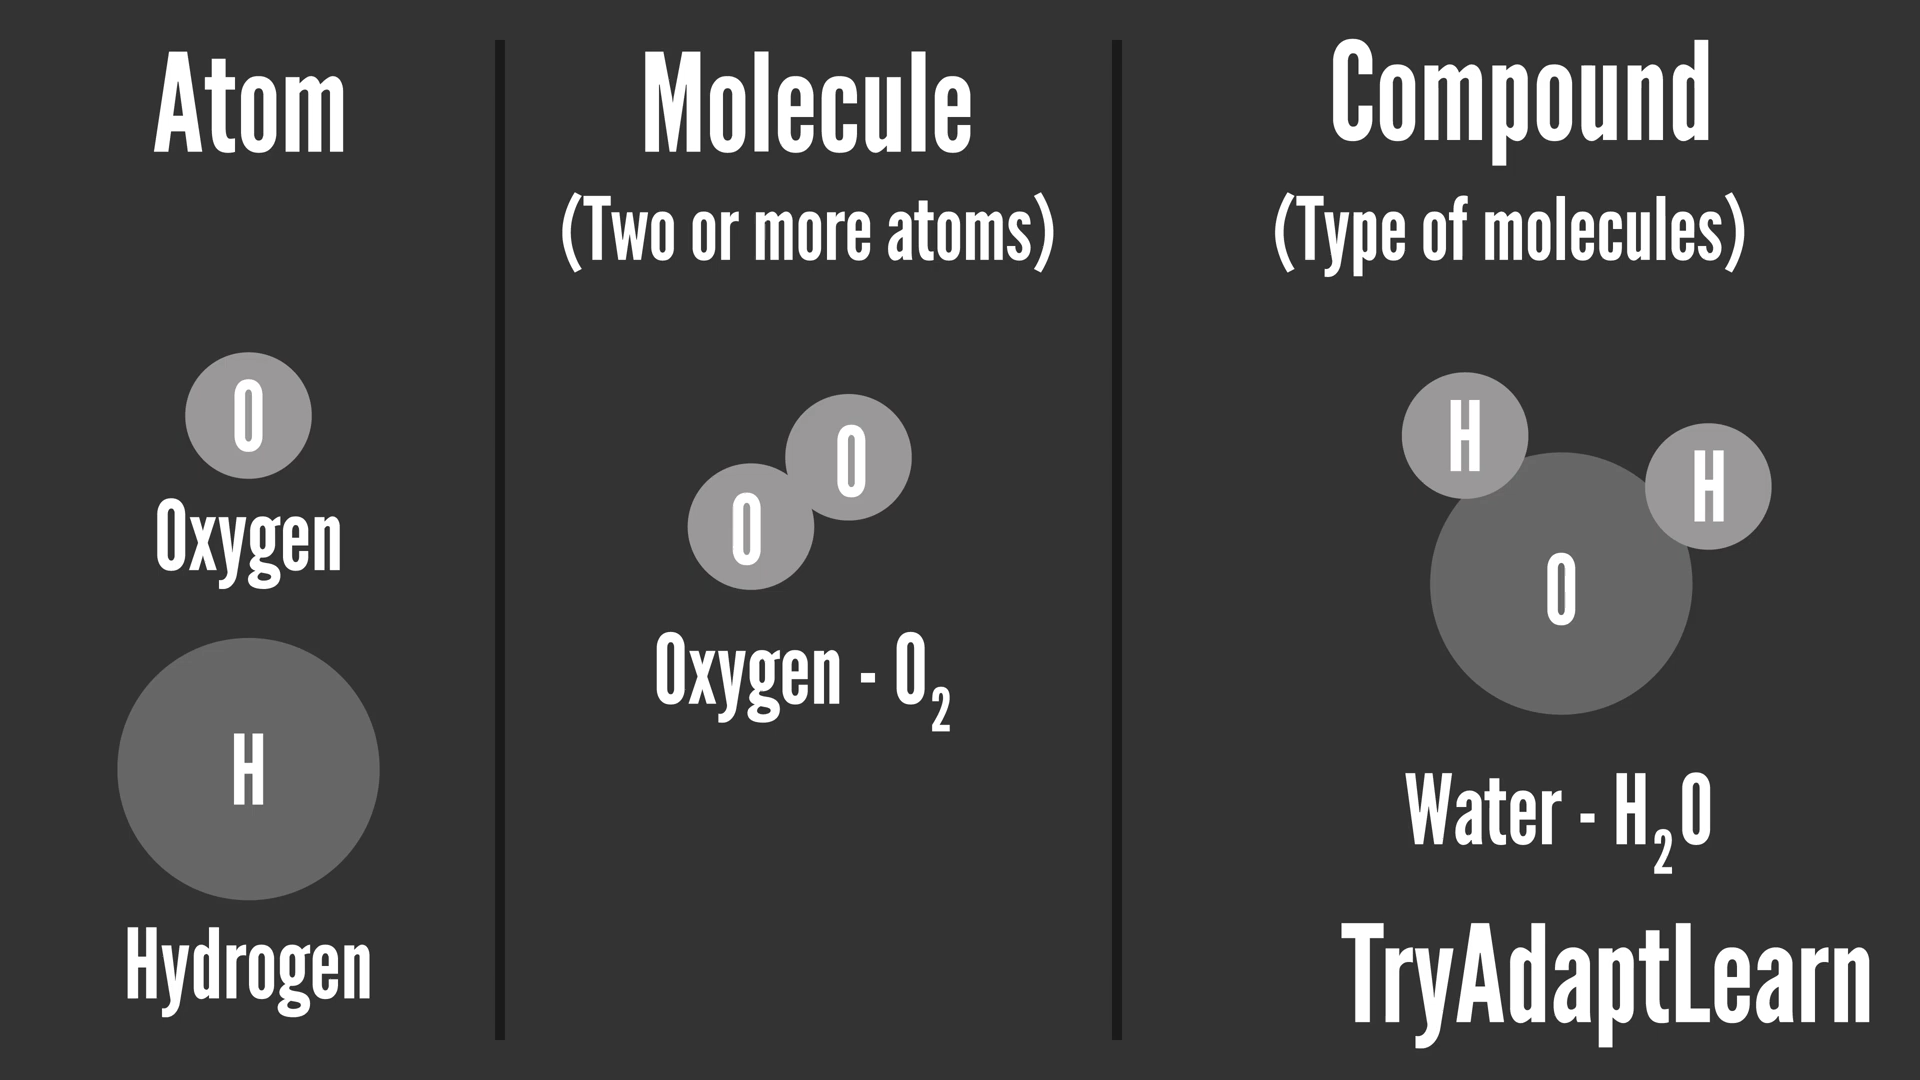 Atom
O
Oxygen
H
Hydrogen
Molecule
(Two or more atoms)
O
O
Oxygen - O₂
Compound
(Type of molecules)
H
H
O
Water - H₂O
TryAdaptLearn